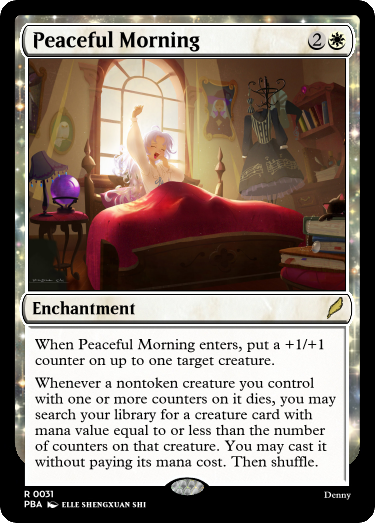 Peaceful Morning 2
Enchantment
When Peaceful Morning enters, put a +1/+1
counter on up to one target creature.
Whenever a nontoken creature you control
with one or more counters on it dies, you may
search your library for a creature card with
mana value equal to or less than the number
of counters on that creature. You may cast it
without paying its mana cost. Then shuffle.
R 0031
PBA ELLE SHENGXUAN SHI
Denny